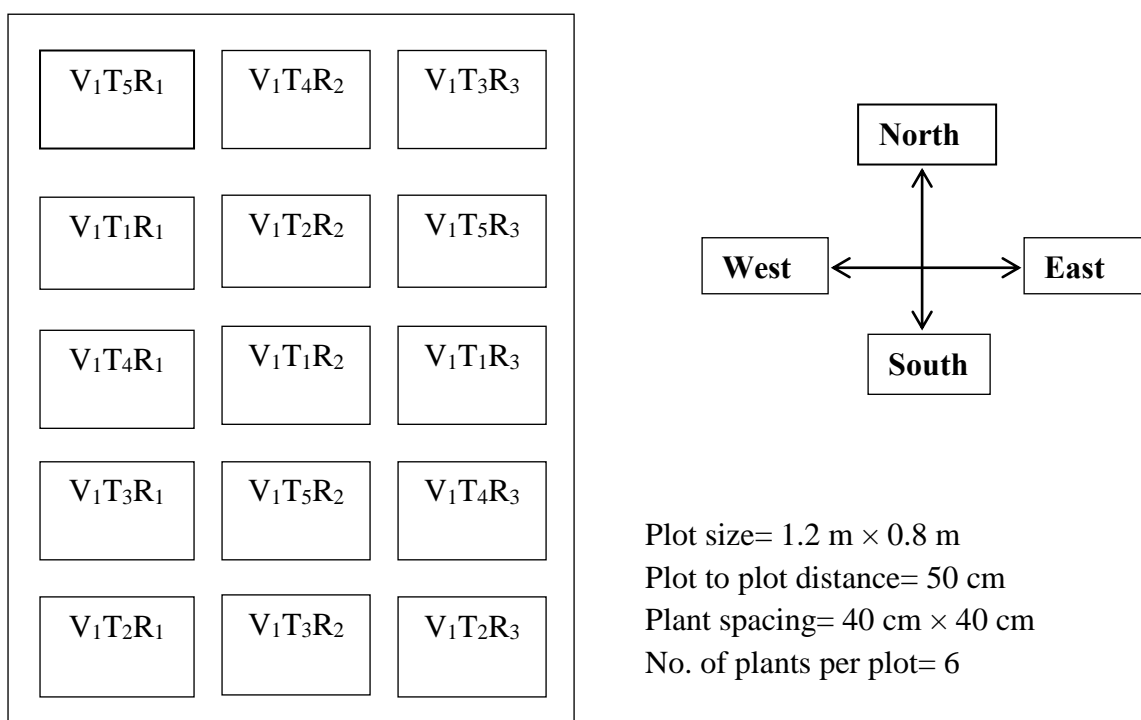 V₁T₅R₁ V₁T₄R₂ V₁T₃R₃
V₁T₁R₁ V₁T₂R₂ V₁T₅R₃
V₁T₄R₁ V₁T₁R₂ V₁T₁R₃
V₁T₃R₁ V₁T₅R₂ V₁T₄R₃
V₁T₂R₁ V₁T₃R₂ V₁T₂R₃
North
West East
South
Plot size= 1.2 m × 0.8 m
Plot to plot distance= 50 cm
Plant spacing= 40 cm × 40 cm
No. of plants per plot= 6